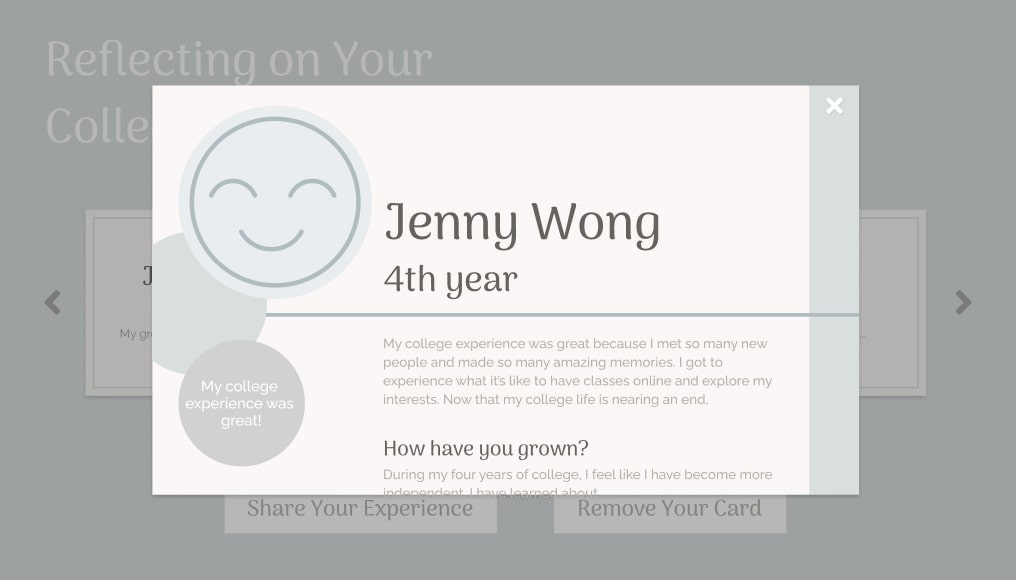 Reflecting on Your
Colle
Jenny Wong
4th year
My college experience was great because I met so many new
people and made so many amazing memories. I got to
experience what it's like to have classes online and explore my
interests. Now that my college life is nearing an end,
My college
experience was
great!
How have you grown?
During my four years of college, I feel like I have become more
independent. I have learned about
J
My gr
...
Share Your Experience
Remove Your Card